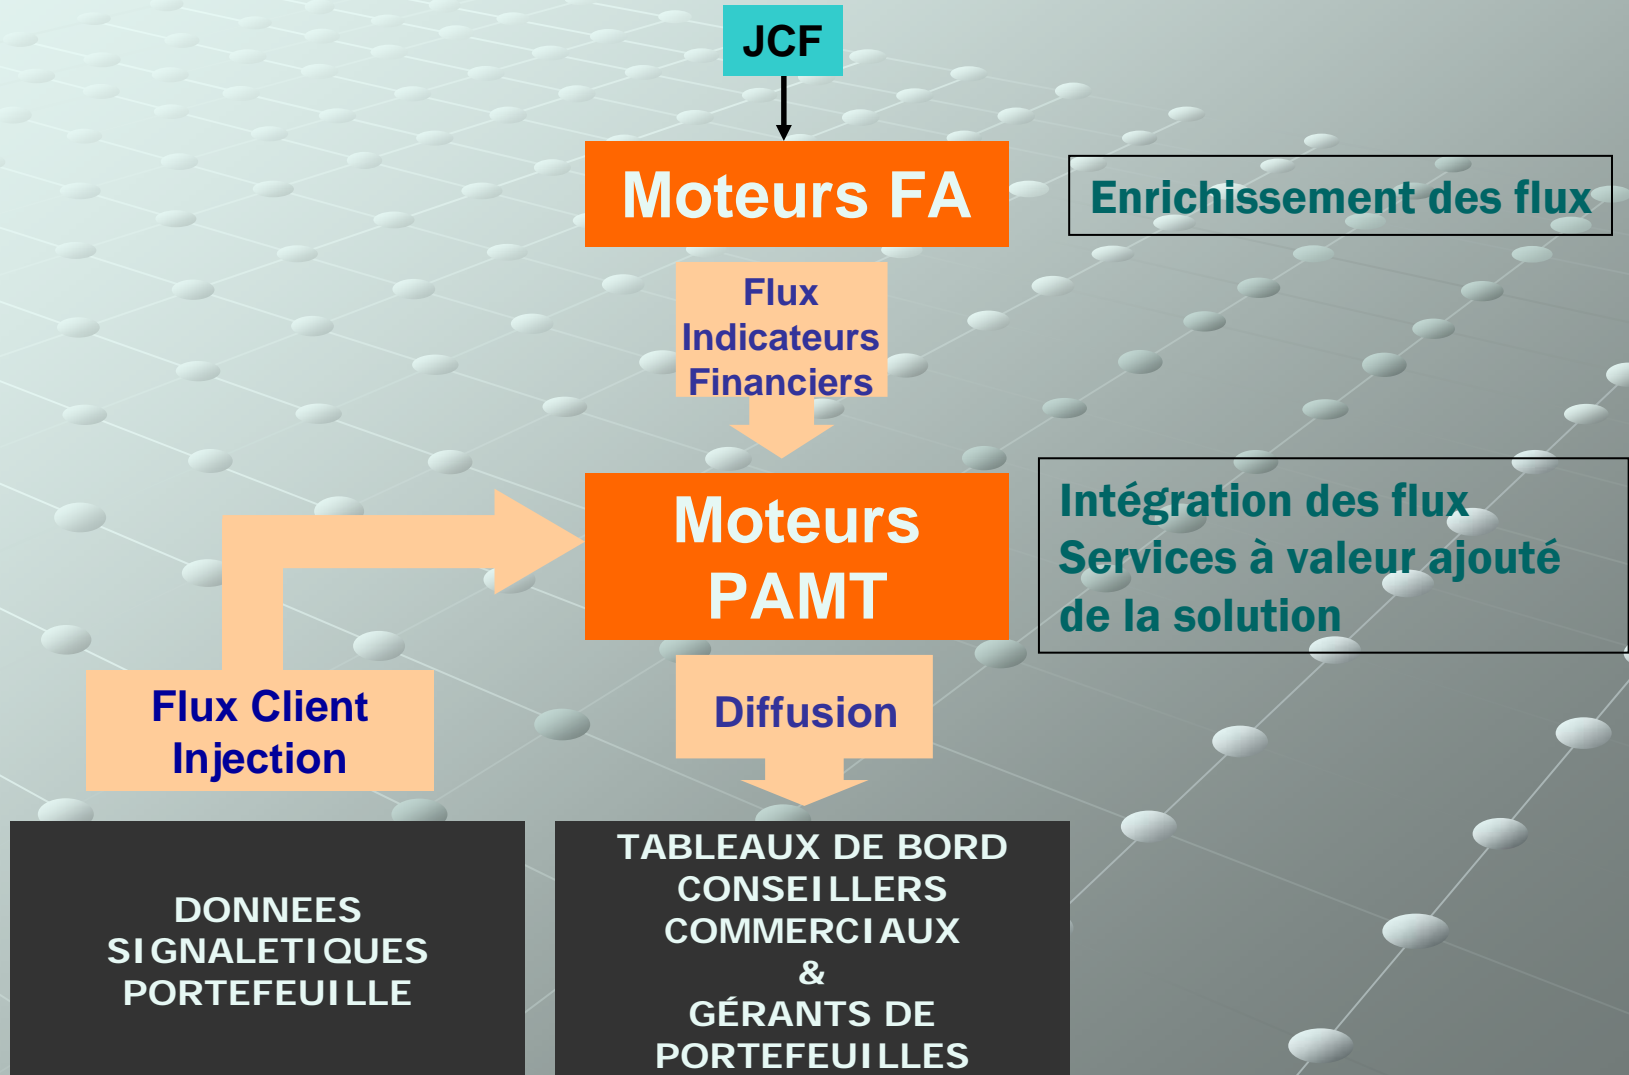 JCF
Moteurs FA
Enrichissement des flux
Flux
Indicateurs
Financiers
Moteurs
PAMT
Intégration des flux
Services à valeur ajouté
de la solution
Flux Client
Injection
Diffusion
DONNEES
SIGNALETIQUES
PORTEFEUILLE
TABLEAUX DE BORD
CONSEILLERS
COMMERCIAUX
&
GÉRANTS DE
PORTEFEUILLES